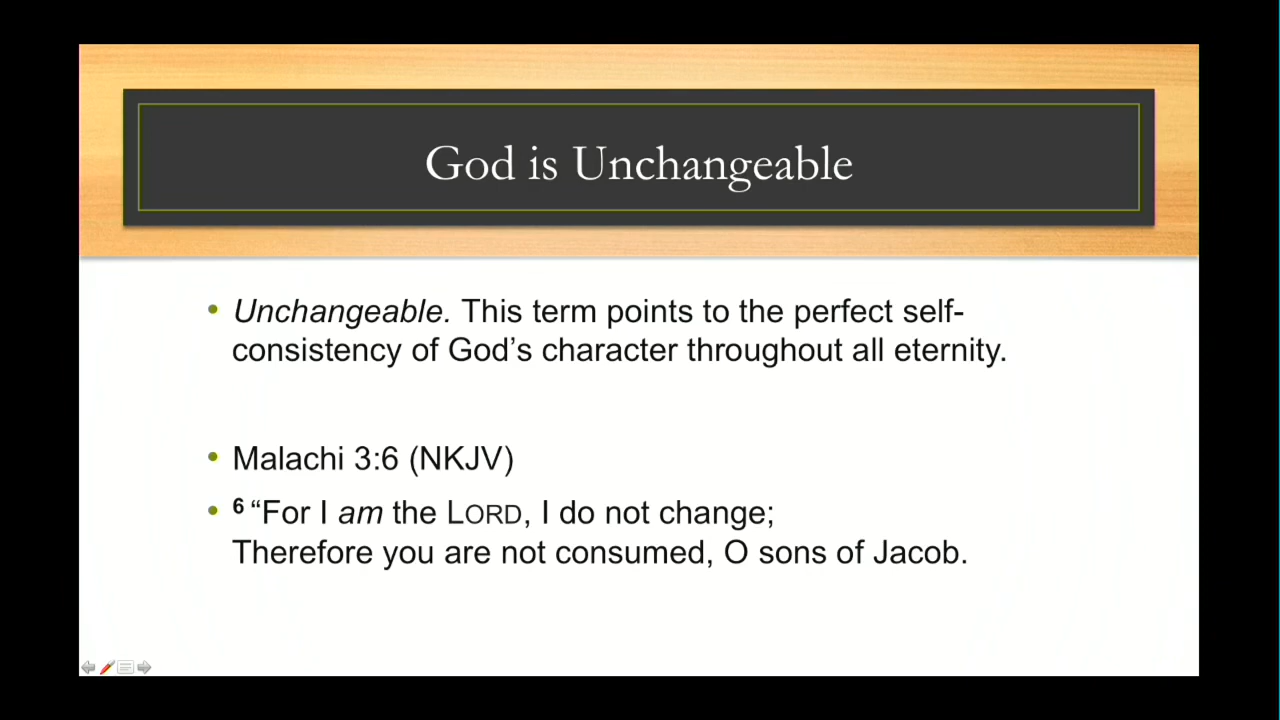 God is Unchangeable
• Unchangeable. This term points to the perfect self-
consistency of God’s character throughout all eternity.
• Malachi 3:6 (NKJV)
• 6 “For I am the LORD, I do not change;
Therefore you are not consumed, O sons of Jacob.